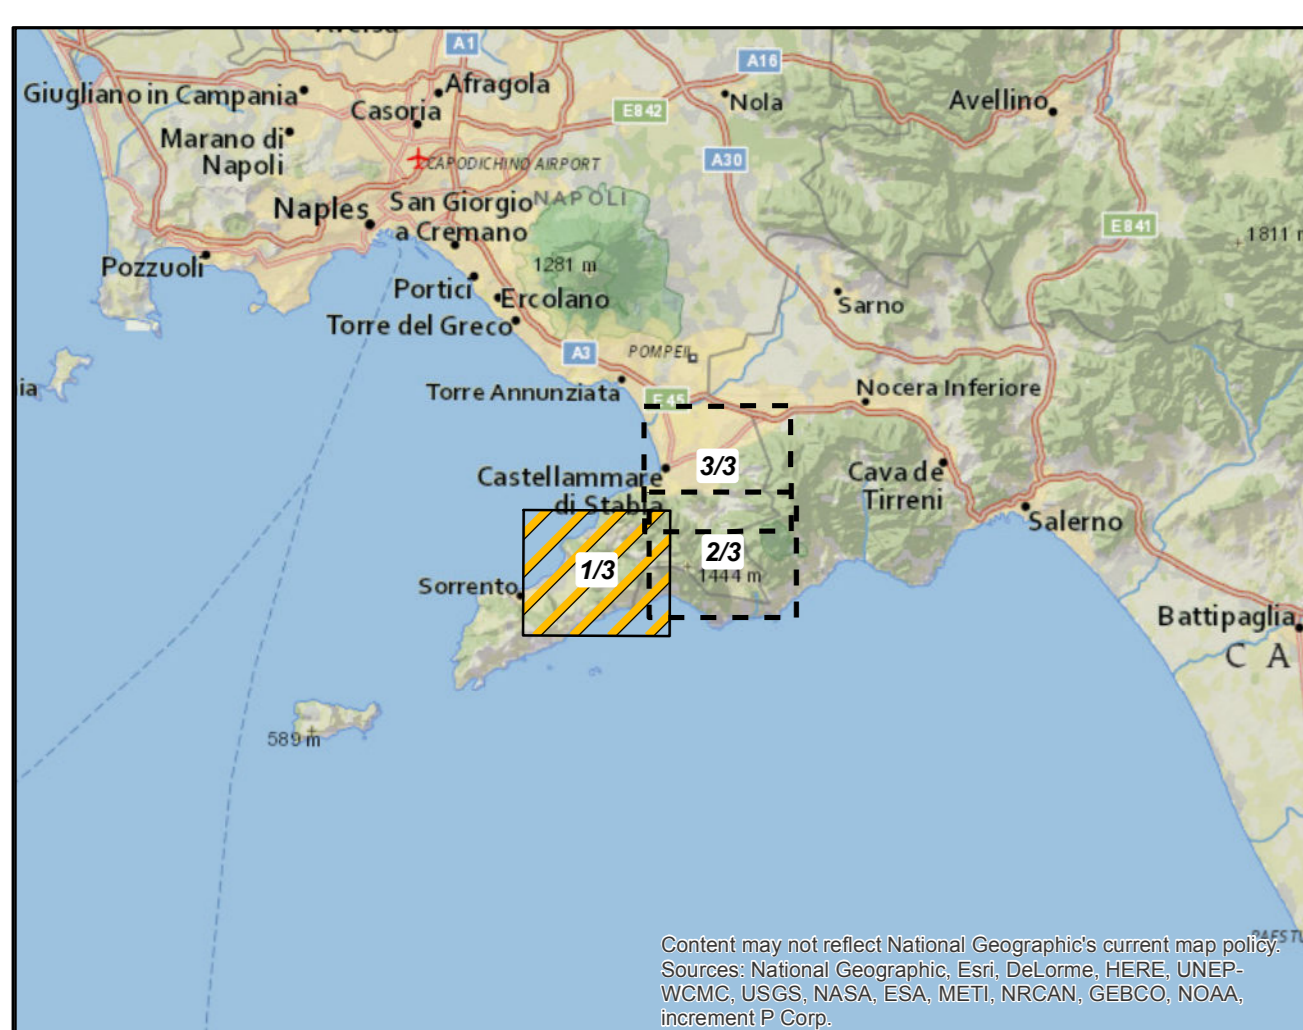 Aversa
A1
A16
Giugliano in Campania
Afragola
Casoria
Nola
Avellino
E842
Marano di
Napoli
CAPODICHINO AIRPORT
A30
NAPOLI
Naples
San Giorgio
a Cremano
E841
1811 m
Pozzuoli
1281 m
Portici
Ercolano
Sarno
Torre del Greco
A3
POMPEII
ia
Torre Annunziata
E45
Nocera Inferiore
Castellammare
di Stabia
3/3
Cava de
Tirreni
Salerno
2/3
1/3
1444 m
Sorrento
Battipaglia
C A
589 m
PAESTU
Content may not reflect National Geographic's current map policy.
Sources: National Geographic, Esri, DeLorme, HERE, UNEP-
WCMC, USGS, NASA, ESA, METI, NRCAN, GEBCO, NOAA,
increment P Corp.